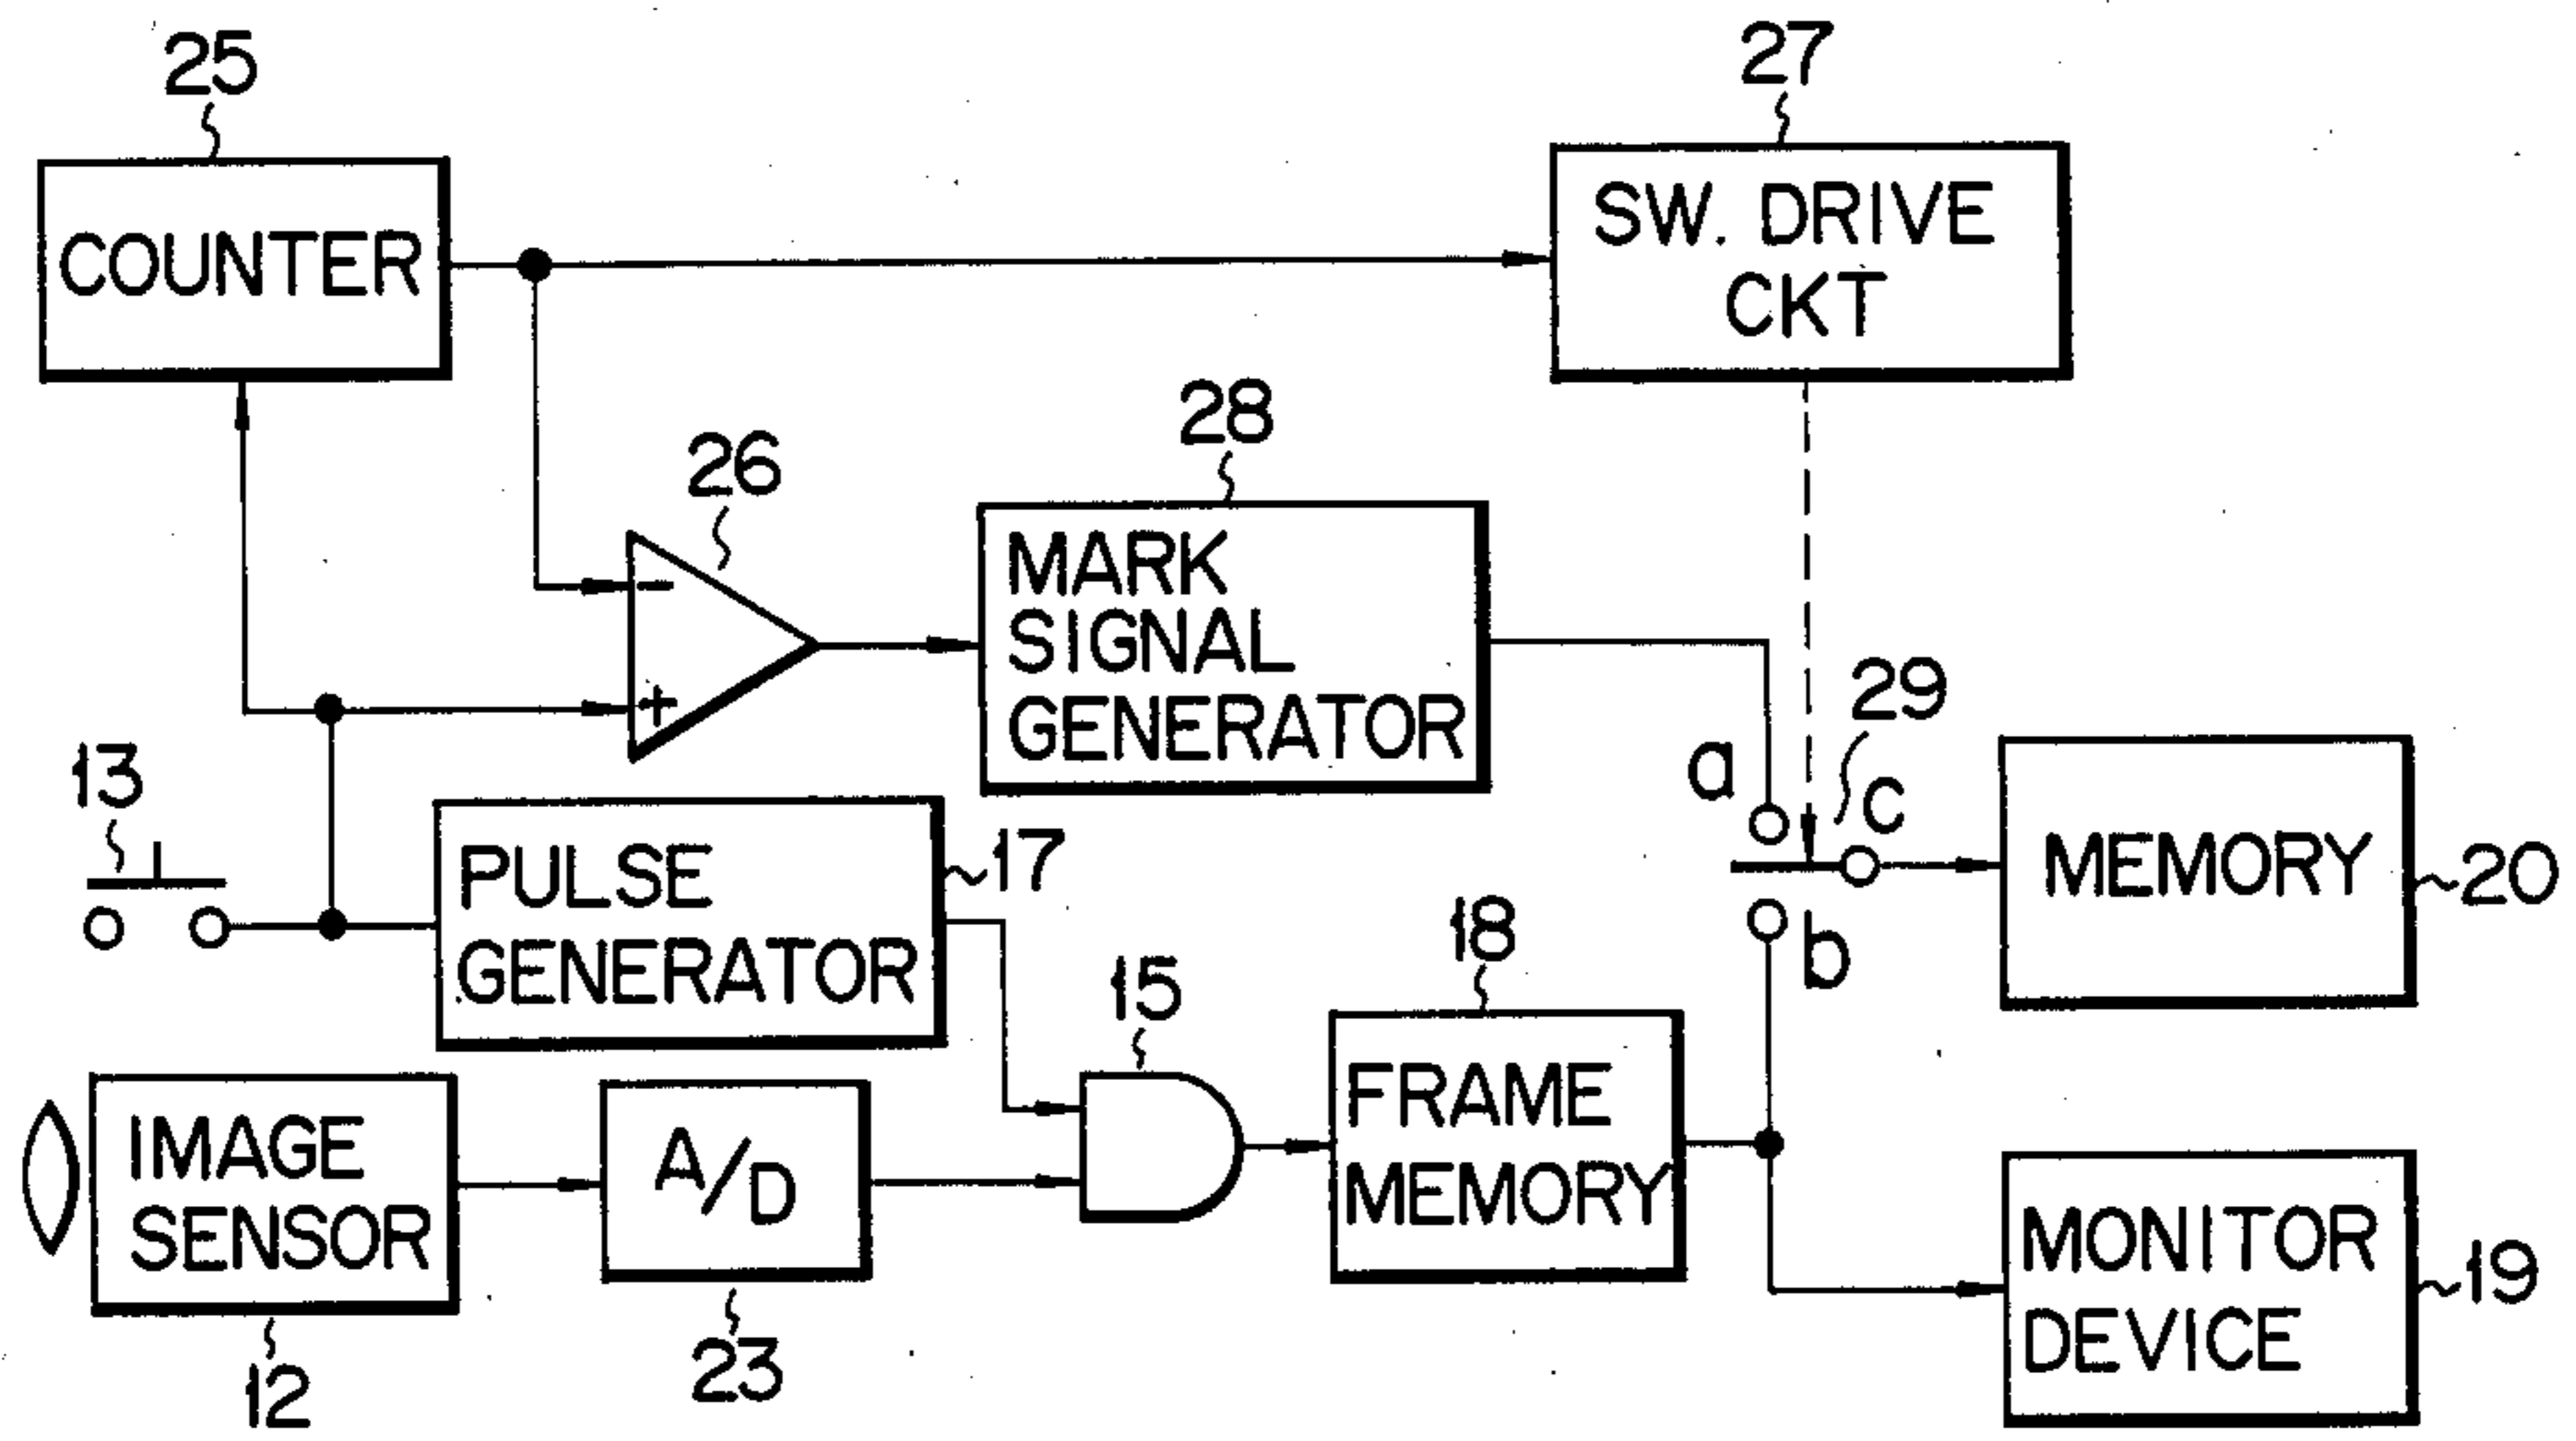 25
27
COUNTER
SW. DRIVE
CKT
28
26
MARK
SIGNAL
GENERATOR
−
+
29
a
c
b
13
PULSE
GENERATOR
17
MEMORY
20
18
15
IMAGE
SENSOR
A/D
FRAME
MEMORY
MONITOR
DEVICE
19
12
23